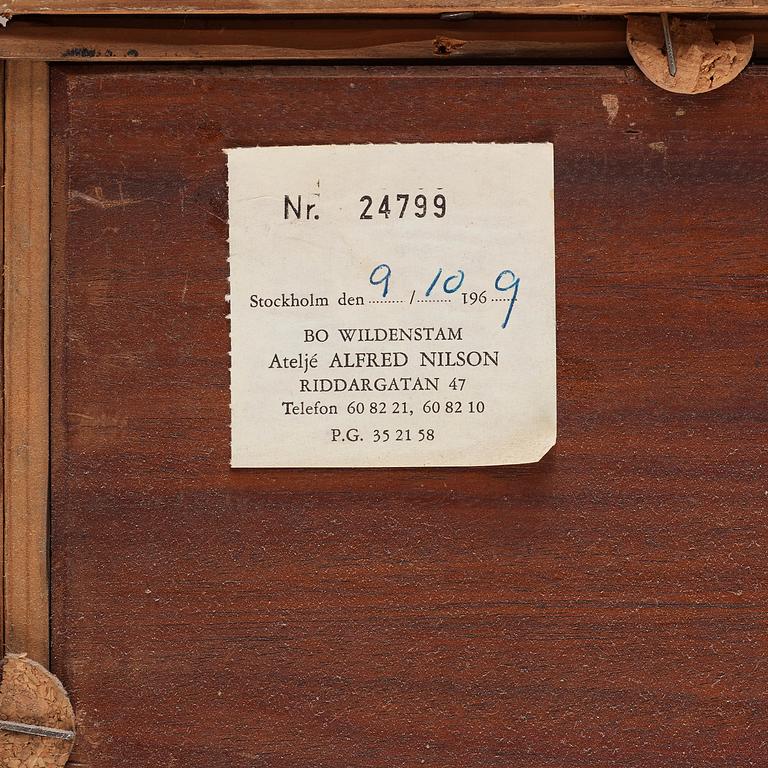 Nr. 24799
Stockholm den 9 / 10 1969
BO WILDENSTAM
Ateljé ALFRED NILSON
RIDDARGATAN 47
Telefon 60 82 21, 60 82 10
P.G. 35 21 58